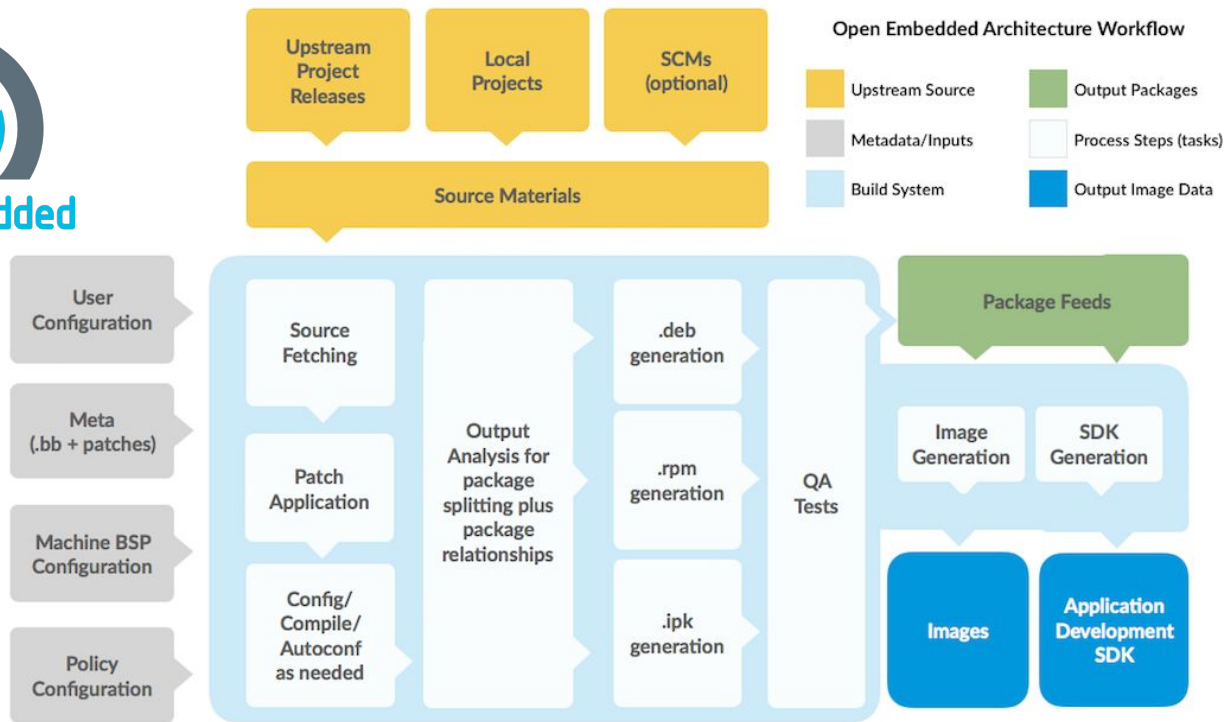 Upstream
Project
Releases
Local
Projects
SCMs
(optional)
Open Embedded Architecture Workflow
Upstream Source
Output Packages
Metadata/Inputs
Process Steps (tasks)
Build System
Output Image Data
Source Materials
User
Configuration
Meta
(.bb + patches)
Machine BSP
Configuration
Policy
Configuration
Source
Fetching
Patch
Application
Config/
Compile/
Autoconf
as needed
Output
Analysis for
package
splitting plus
package
relationships
.deb
generation
.rpm
generation
.ipk
generation
QA
Tests
Package Feeds
Image
Generation
SDK
Generation
Images
Application
Development
SDK